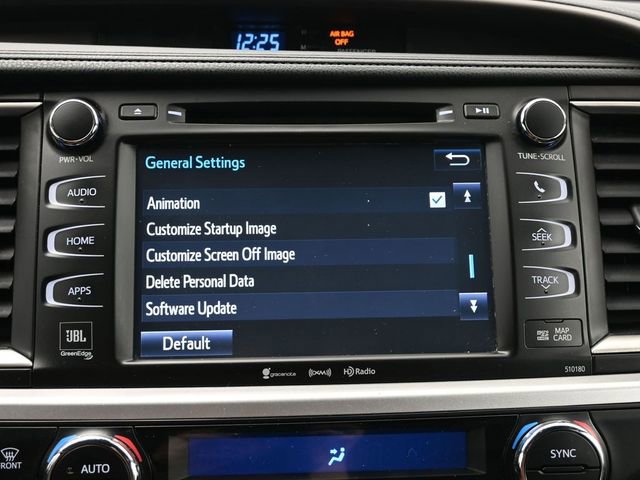 12:25
AIR BAG
OFF
PASSENGER
PWR•VOL
TUNE•SCROLL
AUDIO
HOME
APPS
JBL
GreenEdge
General Settings
Animation
Customize Startup Image
Customize Screen Off Image
Delete Personal Data
Software Update
Default
SEEK
TRACK
MAP
CARD
gracenote
HD Radio
510180
FRONT
AUTO
SYNC